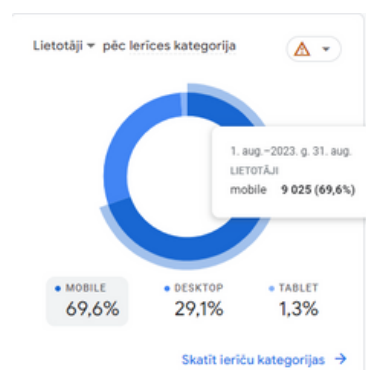 Lietotāji pēc Ierīces kategorija
1. aug.–2023. g. 31. aug.
LIETOTĀJI
mobile 9 025 (69,6%)
MOBILE DESKTOP TABLET
69,6% 29,1% 1,3%
Skatīt ierīču kategorijas